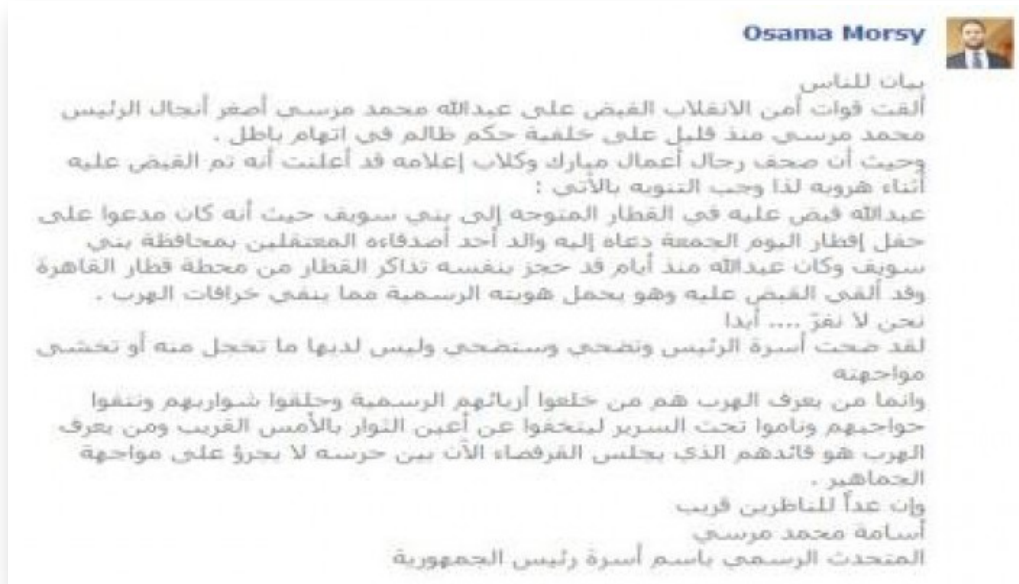 Osama Morsy
بيان للناس
ألقت قوات أمن الانقلاب القبض على عبدالله محمد مرسي أصغر أنجال الرئيس
محمد مرسي منذ قليل على خلفية حكم ظالم في اتهام باطل .
وحيث أن صحف رجال أعمال مبارك وكلاب إعلامه قد أعلنت أنه تم القبض عليه
أثناء هروبه لذا وجب التنويه بالآتي :
عبدالله قبض عليه في القطار المتوجه إلى بني سويف حيث أنه كان مدعوا على
حفل إفطار اليوم الجمعة دعاه إليه والد أحد أصدقاءه المعتقلين بمحافظة بني
سويف وكان عبدالله منذ أيام قد حجز بنفسه تذاكر القطار من محطة قطار القاهرة
وقد ألقى القبض عليه وهو يحمل هويته الرسمية مما ينفي خرافات الهرب .
نحن لا نفرّ .... أبدا
لقد ضحت أسرة الرئيس وتضحي وستضحي وليس لديها ما تخجل منه أو تخشى
مواجهته
وانما من يعرف الهرب هم من خلعوا أزيائهم الرسمية وحلقوا شواربهم ونتفوا
حواجبهم وناموا تحت السرير ليتخفوا عن أعين الثوار بالأمس القريب ومن يعرف
الهرب هو قائدهم الذي يجلس القرفصاء الآن بين حرسه لا يجرؤ على مواجهة
الجماهير .
وإن غداً للناظرين قريب
أسامة محمد مرسي
المتحدث الرسمي باسم أسرة رئيس الجمهورية